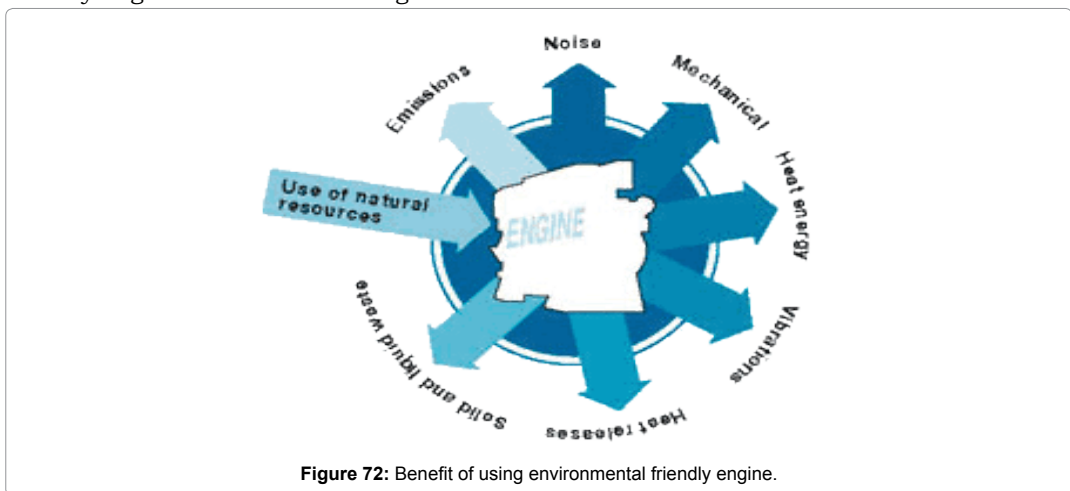 Noise
Emissions
Mechanical
Use of natural
resources
ENGINE
Heat energy
Vibrations
Heat releases
Solid and liquid waste
Figure 72: Benefit of using environmental friendly engine.